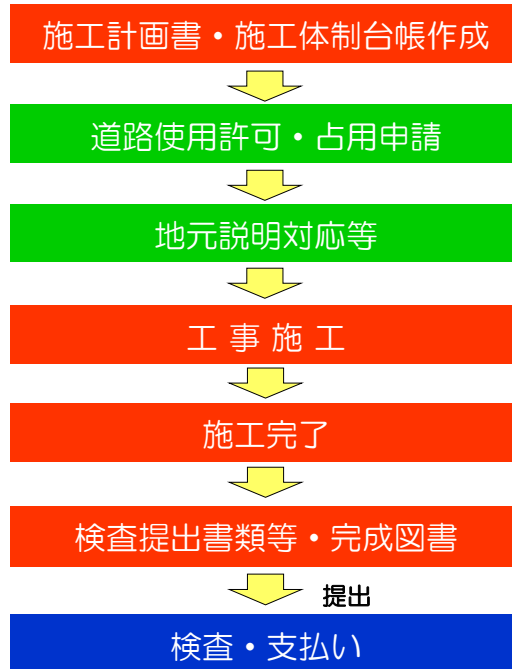 施工計画書・施工体制台帳作成
道路使用許可・占用申請
地元説明対応等
工 事 施 工
施工完了
検査提出書類等・完成図書
提出
検査・支払い